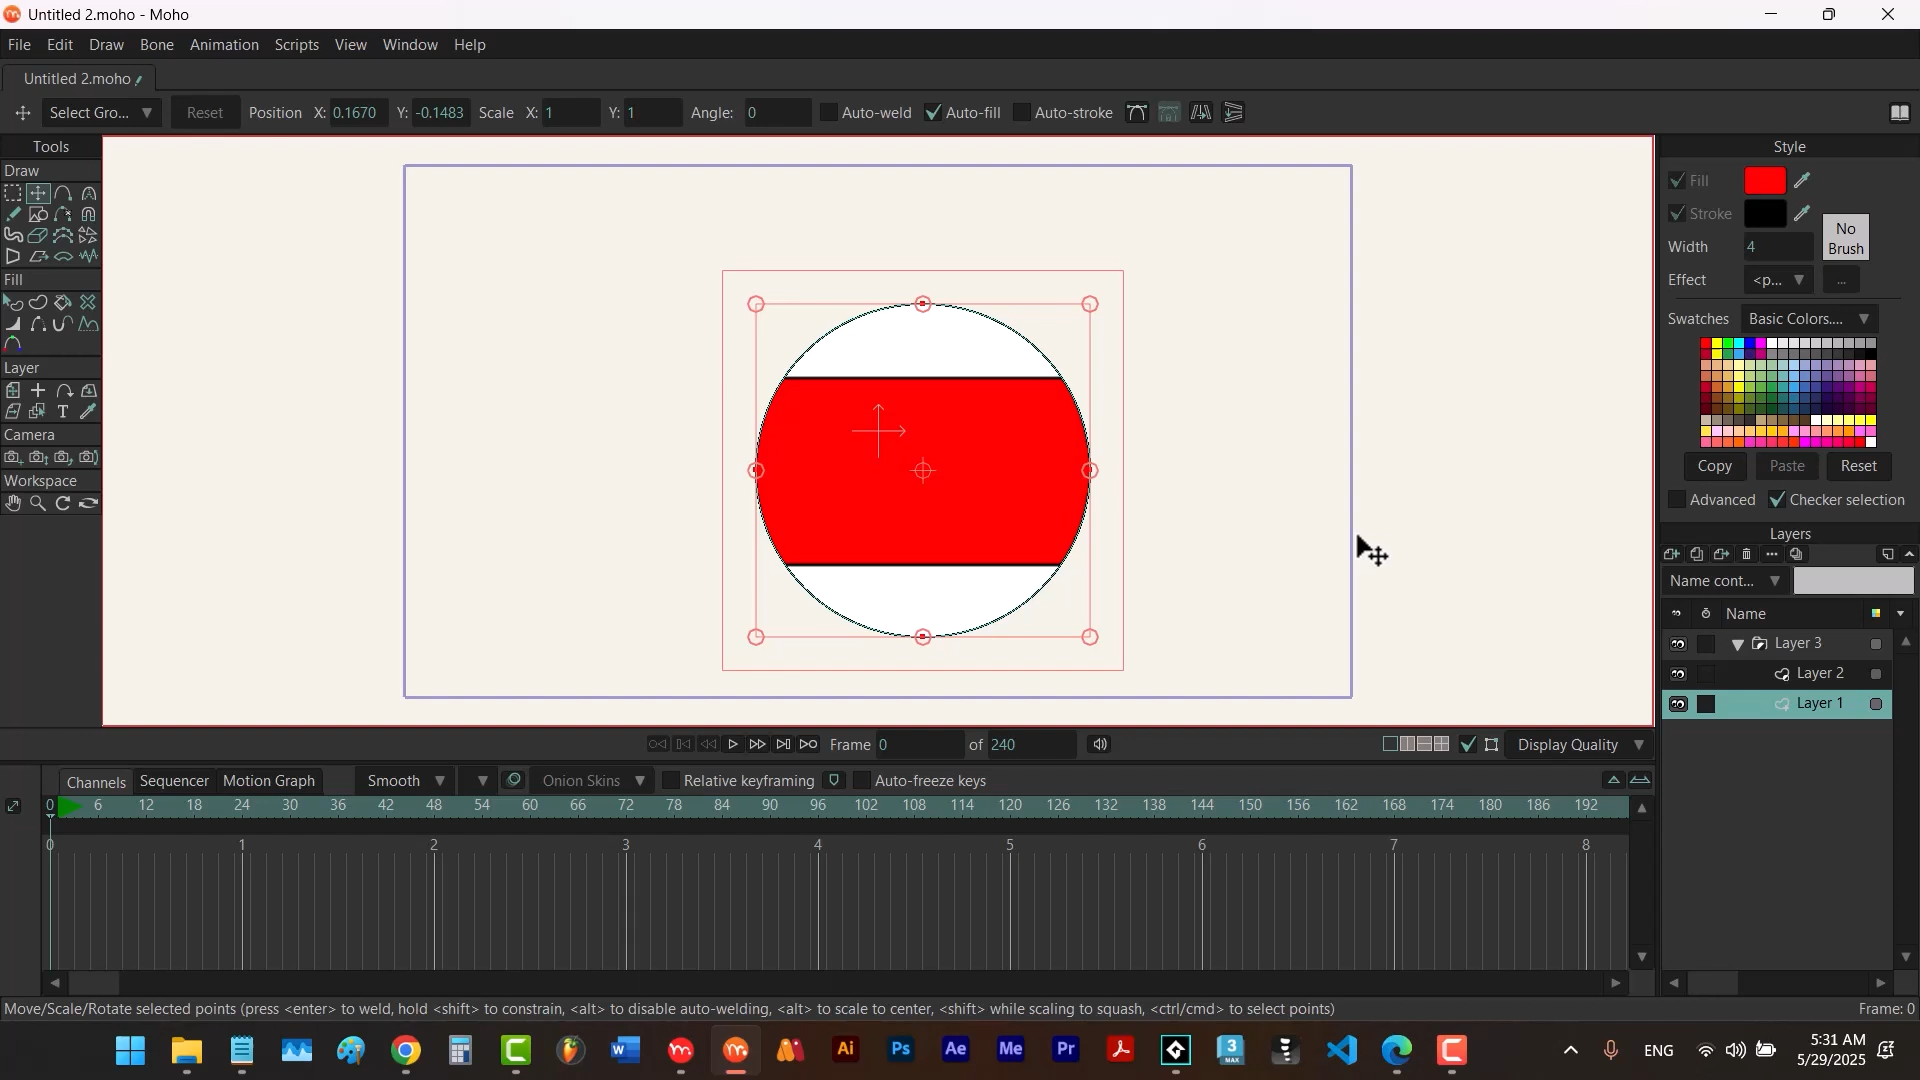 Untitled 2.moho - Moho
File Edit Draw Bone Animation Scripts View Window Help
Untitled 2.moho
Select Gro... Reset Position X: 0.1670 Y: -0.1483 Scale X: 1 Y: 1 Angle: 0 Auto-weld Auto-fill Auto-stroke
Tools
Draw
Fill
Layer
Camera
Workspace
Style
Fill
Stroke
No Brush
Width 4
Effect <p... ...
Swatches Basic Colors....
Copy Paste Reset
Advanced Checker selection
Layers
Name cont...
Name
Layer 3
Layer 2
Layer 1
Frame 0 of 240 Display Quality
Channels Sequencer Motion Graph Smooth Onion Skins Relative keyframing Auto-freeze keys
0 6 12 18 24 30 36 42 48 54 60 66 72 78 84 90 96 102 108 114 120 126 132 138 144 150 156 162 168 174 180 186 192
0 1 2 3 4 5 6 7 8
Move/Scale/Rotate selected points (press <enter> to weld, hold <shift> to constrain, <alt> to disable auto-welding, <alt> to scale to center, <shift> while scaling to squash, <ctrl/cmd> to select points) Frame: 0
Ai Ps Ae Me Pr 3 MAX ENG 5:31 AM
5/29/2025